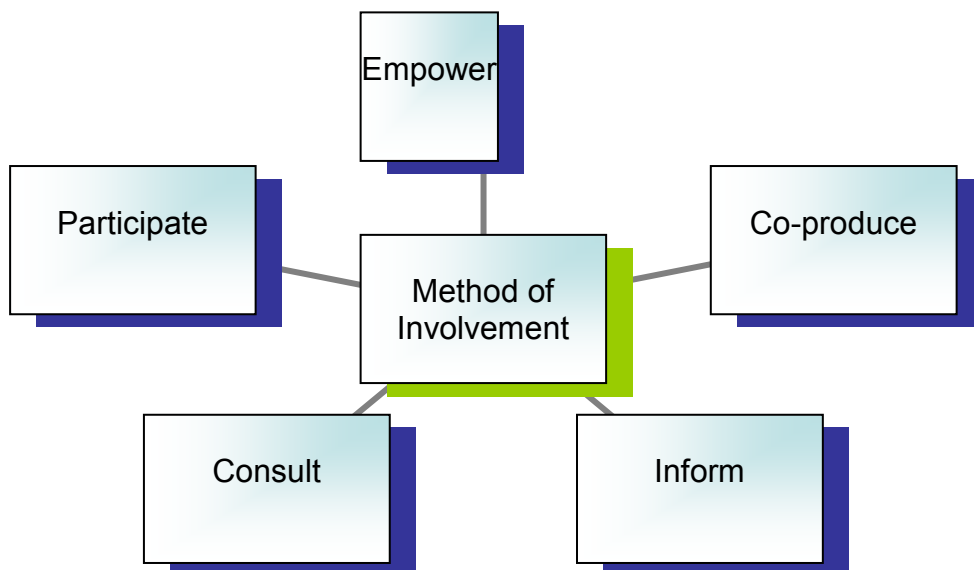 Empower
Participate
Co-produce
Method of
Involvement
Consult
Inform